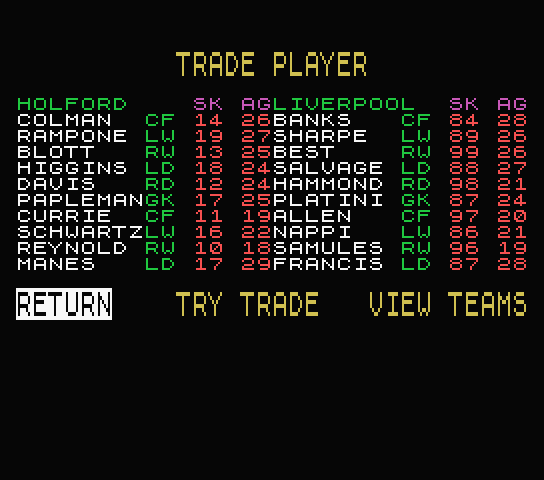 TRADE PLAYER
HOLFORD SK AG LIVERPOOL SK AG
COLMAN CF 14 26 BANKS CF 84 28
RAMPONE LW 19 27 SHARPE LW 89 26
BLOTT RW 13 25 BEST RW 99 26
HIGGINS LD 18 24 SALVAGE LD 88 27
DAVIS RD 12 24 HAMMOND RD 98 21
PAPLEMAN GK 17 25 PLATINI GK 87 24
CURRIE CF 11 19 ALLEN CF 97 20
SCHWARTZ LW 16 22 NAPPI LW 86 21
REYNOLD RW 10 18 SAMULES RW 96 19
MANES LD 17 29 FRANCIS LD 87 28
RETURN TRY TRADE VIEW TEAMS